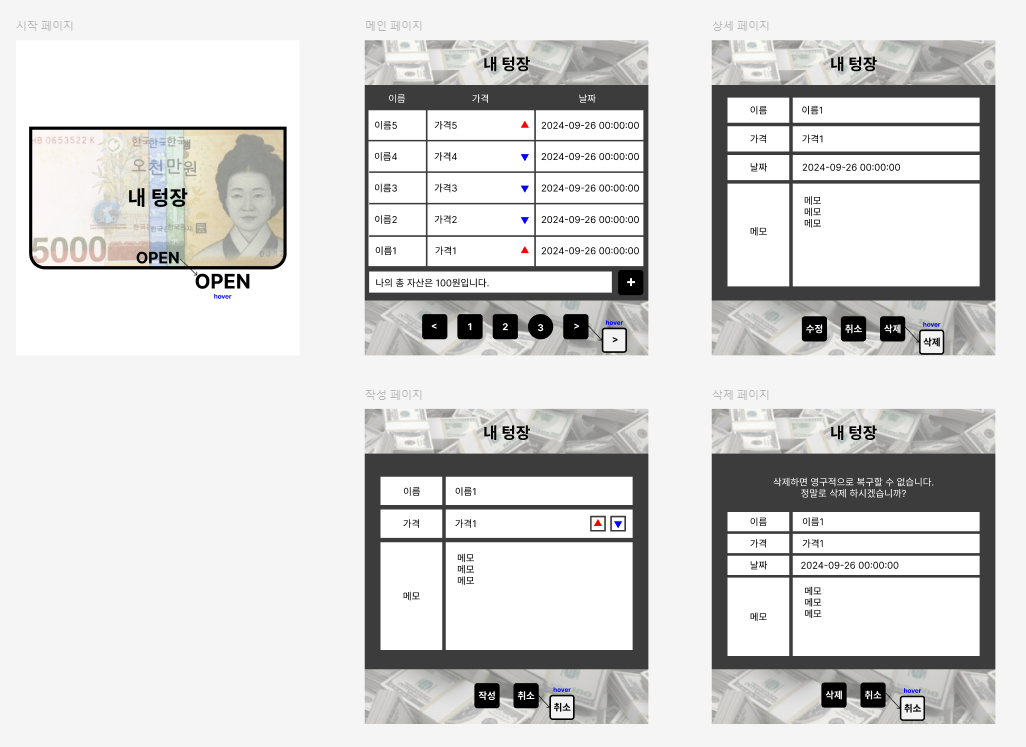 시작 페이지
HB 0653522 K
한국은행한국은행
오천만원
내 텅장
5000
OPEN
OPEN
hover
메인 페이지
내 텅장
이름 가격 날짜
이름5 가격5 ▲ 2024-09-26 00:00:00
이름4 가격4 ▼ 2024-09-26 00:00:00
이름3 가격3 ▼ 2024-09-26 00:00:00
이름2 가격2 ▼ 2024-09-26 00:00:00
이름1 가격1 ▲ 2024-09-26 00:00:00
나의 총 자산은 100원입니다. +
< 1 2 3 >
hover
>
상세 페이지
내 텅장
이름 이름1
가격 가격1
날짜 2024-09-26 00:00:00
메모 메모
메모
메모
수정 취소 삭제
hover
삭제
작성 페이지
내 텅장
이름 이름1
가격 가격1 ▲ ▼
메모 메모
메모
메모
작성 취소
hover
취소
삭제 페이지
내 텅장
삭제하면 영구적으로 복구할 수 없습니다.
정말로 삭제 하시겠습니까?
이름 이름1
가격 가격1
날짜 2024-09-26 00:00:00
메모 메모
메모
메모
삭제 취소
hover
취소